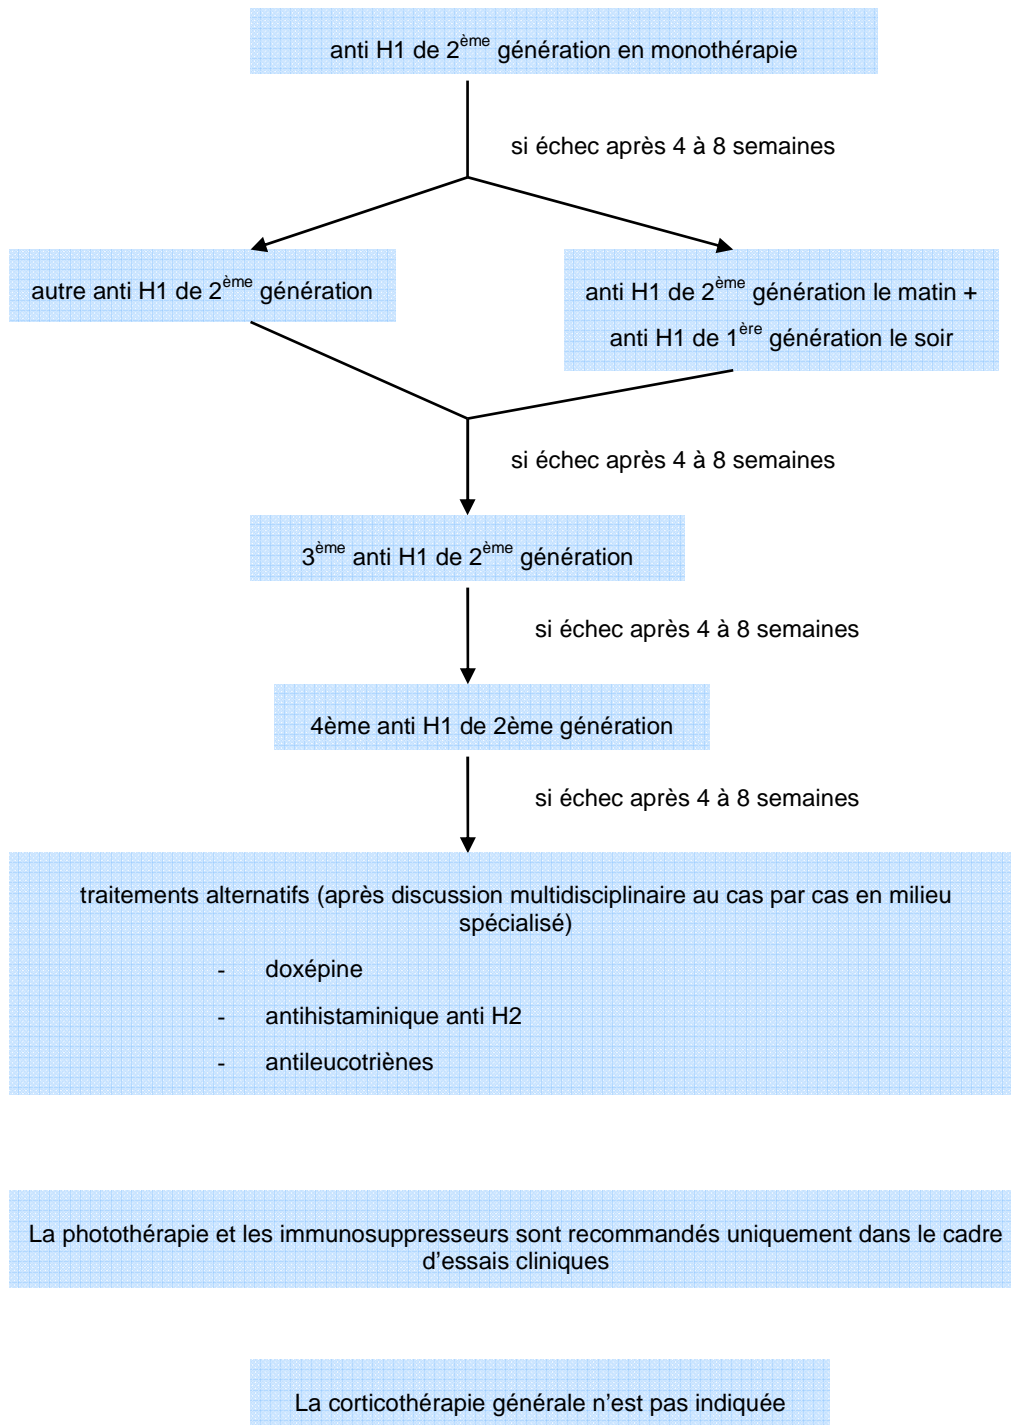 anti H1 de 2ème génération en monothérapie
si échec après 4 à 8 semaines
autre anti H1 de 2ème génération
anti H1 de 2ème génération le matin +
anti H1 de 1ère génération le soir
si échec après 4 à 8 semaines
3ème anti H1 de 2ème génération
si échec après 4 à 8 semaines
4ème anti H1 de 2ème génération
si échec après 4 à 8 semaines
traitements alternatifs (après discussion multidisciplinaire au cas par cas en milieu
spécialisé)
- doxépine
- antihistaminique anti H2
- antileucotriènes
La photothérapie et les immunosuppresseurs sont recommandés uniquement dans le cadre
d’essais cliniques
La corticothérapie générale n’est pas indiquée